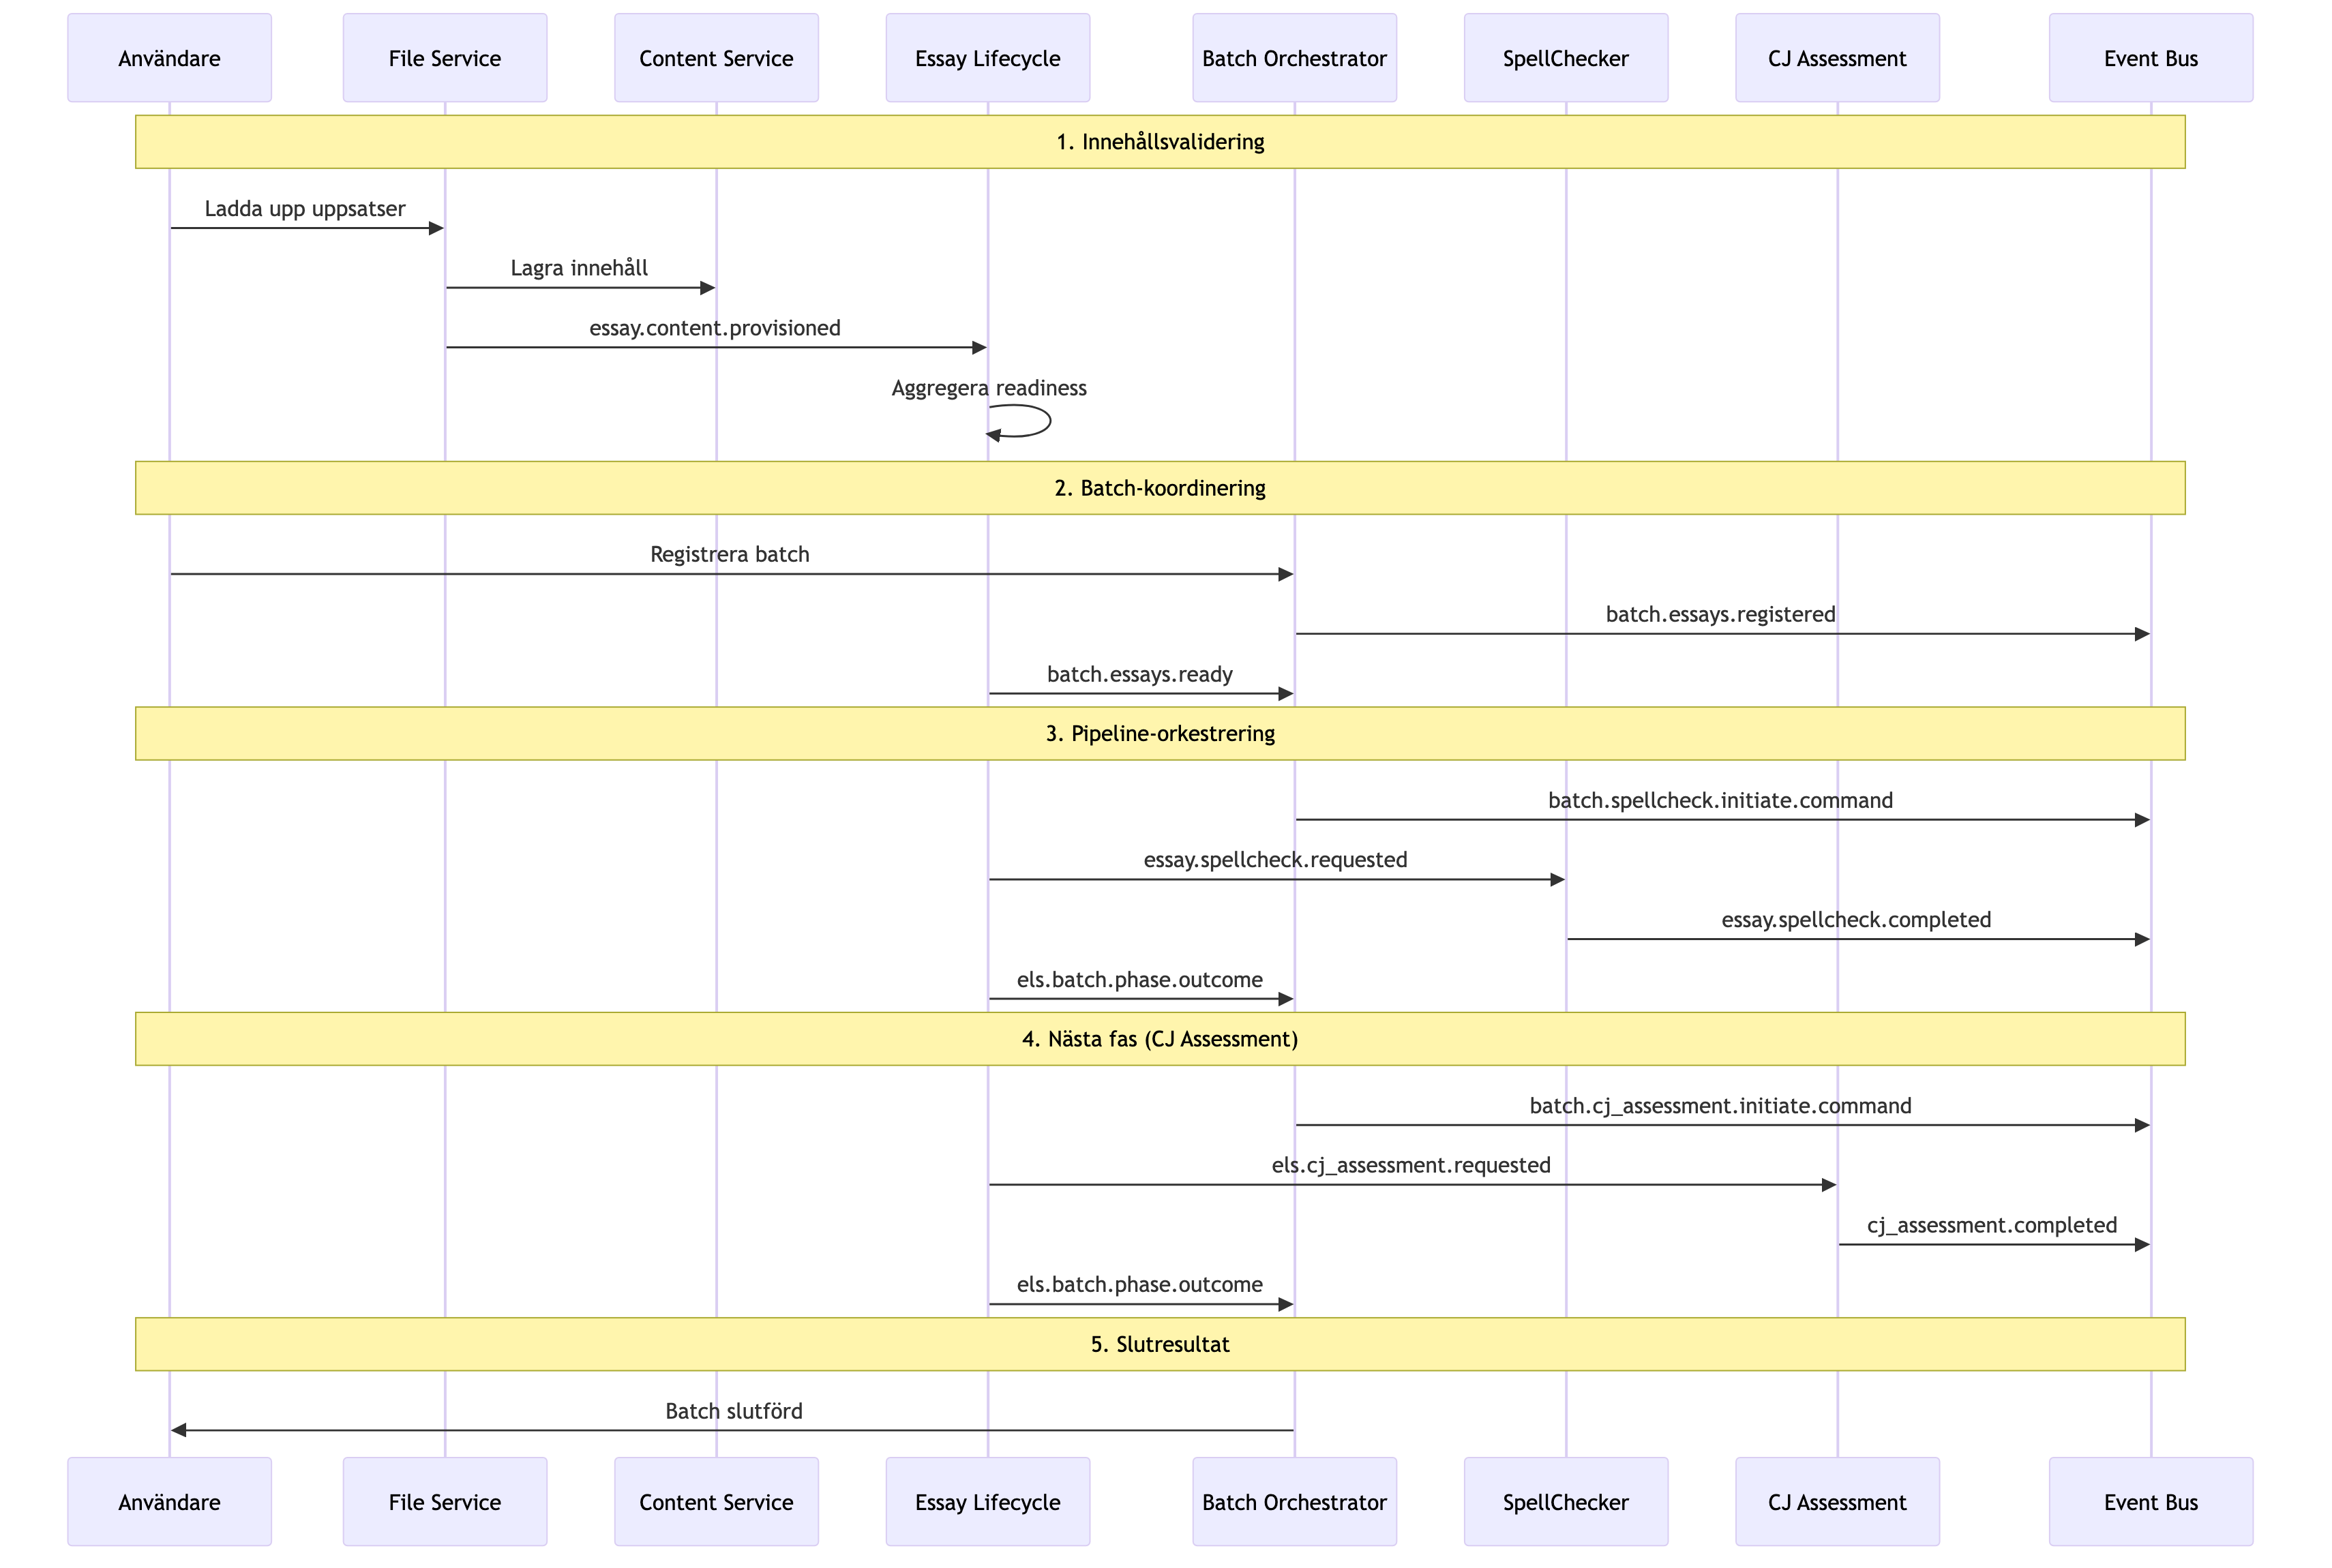 Användare
File Service
Content Service
Essay Lifecycle
Batch Orchestrator
SpellChecker
CJ Assessment
Event Bus
1. Innehållsvalidering
Ladda upp uppsatser
Lagra innehåll
essay.content.provisioned
Aggregera readiness
2. Batch-koordinering
Registrera batch
batch.essays.registered
batch.essays.ready
3. Pipeline-orkestrering
batch.spellcheck.initiate.command
essay.spellcheck.requested
essay.spellcheck.completed
els.batch.phase.outcome
4. Nästa fas (CJ Assessment)
batch.cj_assessment.initiate.command
els.cj_assessment.requested
cj_assessment.completed
els.batch.phase.outcome
5. Slutresultat
Batch slutförd
Användare
File Service
Content Service
Essay Lifecycle
Batch Orchestrator
SpellChecker
CJ Assessment
Event Bus